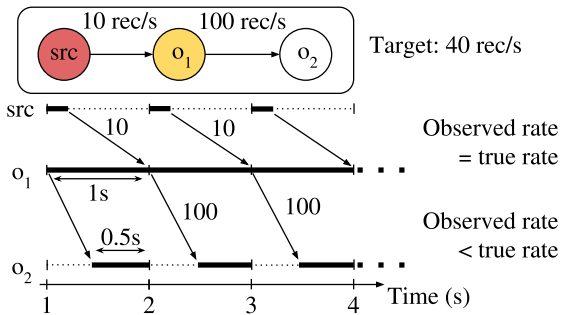 10 rec/s 100 rec/s
src o1 o2 Target: 40 rec/s
src
10 10
Observed rate
= true rate
o1
1s
100 100
Observed rate
< true rate
0.5s
o2
1 2 3 4 Time (s)